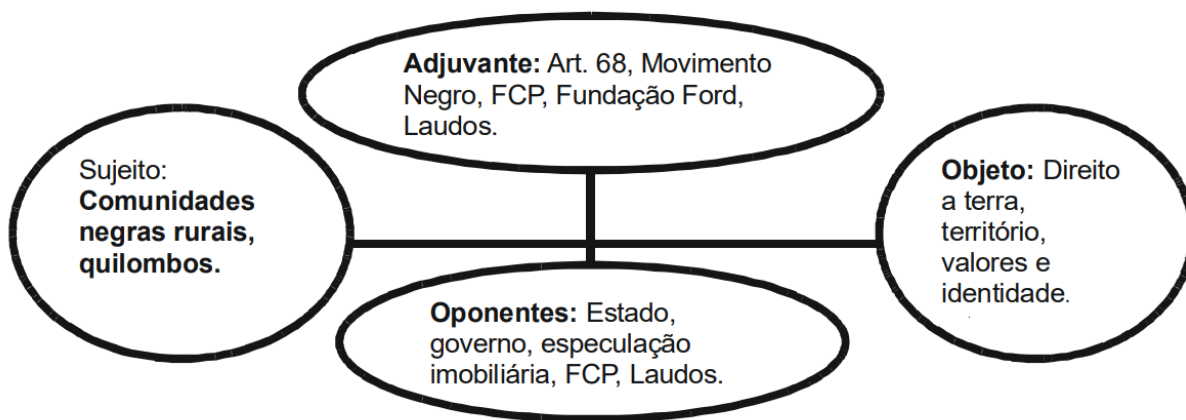 Adjuvante: Art. 68, Movimento
Negro, FCP, Fundação Ford,
Laudos.
Sujeito:
Comunidades
negras rurais,
quilombos.
Objeto: Direito
a terra,
território,
valores e
identidade.
Oponentes: Estado,
governo, especulação
imobiliária, FCP, Laudos.